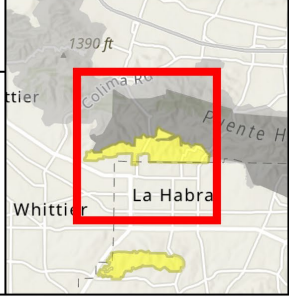 1390 ft
ttier
Colima Rd
Puente H
La Habra
Whittier